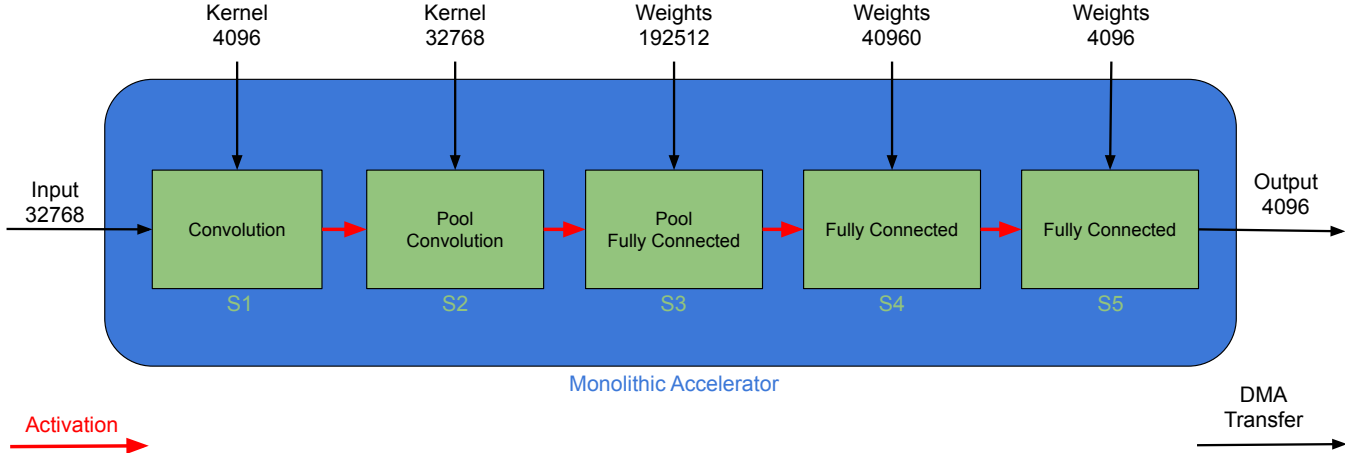 Kernel
4096
Kernel
32768
Weights
192512
Weights
40960
Weights
4096
Input
32768
Convolution
Pool
Convolution
Pool
Fully Connected
Fully Connected
Fully Connected
Output
4096
S1
S2
S3
S4
S5
Monolithic Accelerator
Activation
DMA
Transfer